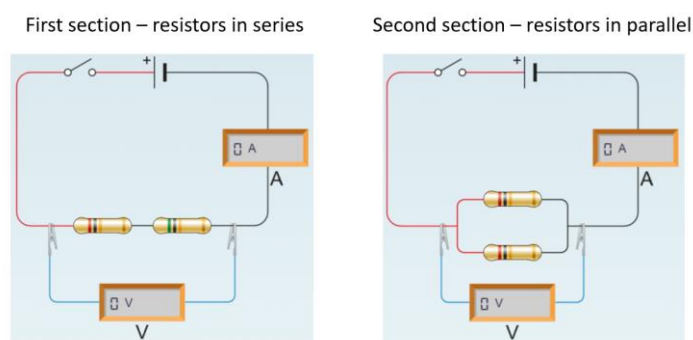 First section – resistors in series
Second section – resistors in parallel
+
0 A
A
0 V
V
+
0 A
A
0 V
V